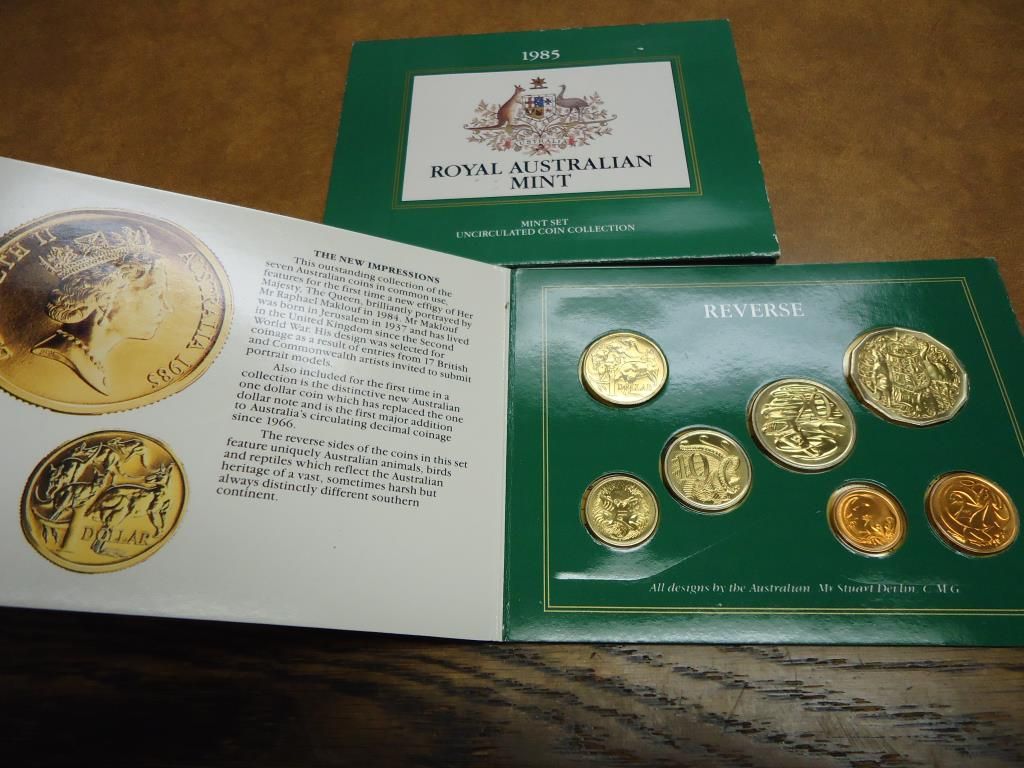 1985
AUSTRALIA
ROYAL AUSTRALIAN
MINT
MINT SET
UNCIRCULATED COIN COLLECTION
II AUSTRALIA 1985
DOLLAR
THE NEW IMPRESSIONS
This outstanding collection of the
seven Australian coins in common use,
features for the first time a new effigy of Her
Majesty, The Queen, brilliantly portrayed by
Mr Raphael Maklouf in 1984. Mr Maklouf
was born in Jerusalem in 1937 and has lived
in the United Kingdom since the Second
World War. His design was selected for
coinage as a result of entries from 17 British
and Commonwealth artists invited to submit
portrait models.
Also included for the first time in a
collection is the distinctive new Australian
one dollar coin which has replaced the one
dollar note and is the first major addition
to Australia's circulating decimal coinage
since 1966.
The reverse sides of the coins in this set
feature uniquely Australian animals, birds
and reptiles which reflect the Australian
heritage of a vast, sometimes harsh but
always distinctly different southern
continent.
REVERSE
DOLLAR
10
All designs by the Australian, Mr Stuart Devlin, C.M.G.